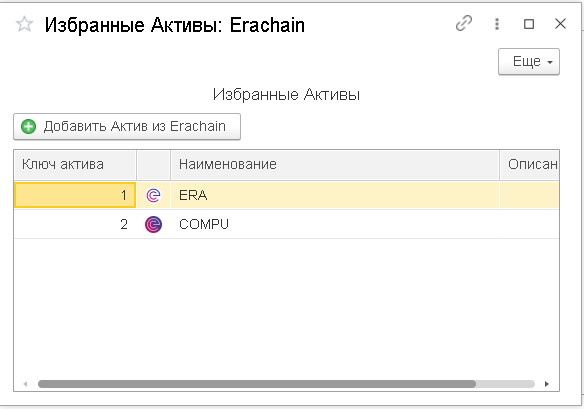 Избранные Активы: Erachain
Еще
Избранные Активы
Добавить Актив из Erachain
Ключ актива Наименование Описан
1 ERA
2 COMPU